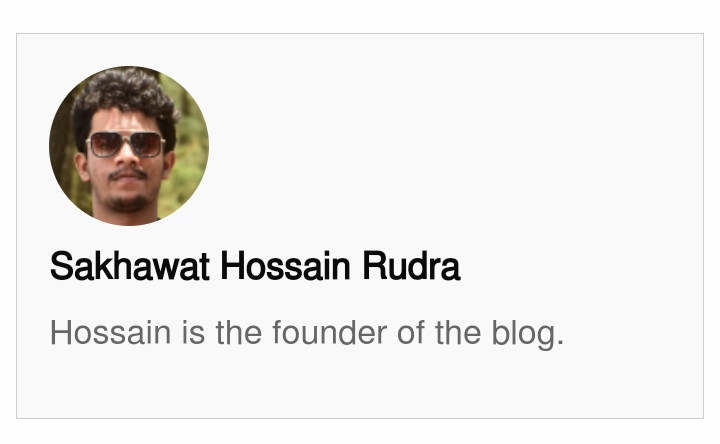 Sakhawat Hossain Rudra
Hossain is the founder of the blog.